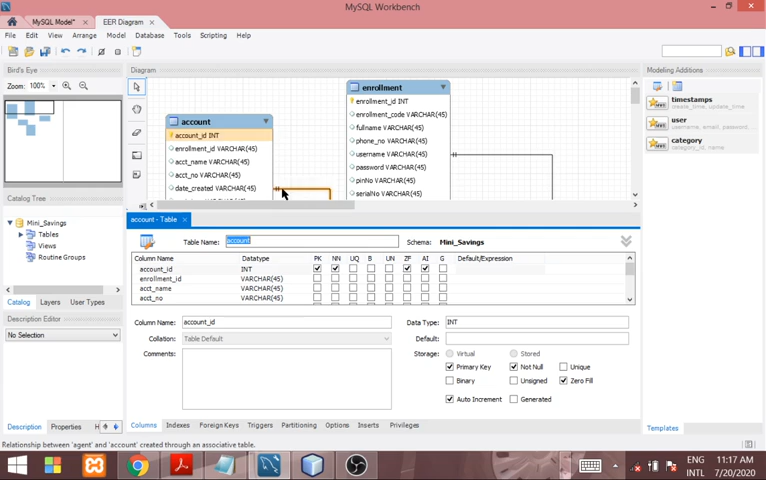 MySQL Workbench
MySQL Model*
EER Diagram
File Edit View Arrange Model Database Tools Scripting Help
Bird's Eye
Zoom: 100%
Catalog Tree
Mini_Savings
Tables
Views
Routine Groups
Catalog Layers User Types
Description Editor
No Selection
Description Properties H
Diagram
account
account_id INT
enrollment_id VARCHAR(45)
acct_name VARCHAR(45)
acct_no VARCHAR(45)
date_created VARCHAR(45)
enrollment
enrollment_id INT
enrollment_code VARCHAR(45)
fullname VARCHAR(45)
phone_no VARCHAR(45)
username VARCHAR(45)
password VARCHAR(45)
pinNo VARCHAR(45)
serialNo VARCHAR(45)
account - Table
Table Name: account Schema: Mini_Savings
Column Name Datatype PK NN UQ B UN ZF AI G Default/Expression
account_id INT
enrollment_id VARCHAR(45)
acct_name VARCHAR(45)
acct_no VARCHAR(45)
Column Name: account_id Data Type: INT
Collation: Table Default Default:
Comments: Storage: Virtual Stored
Primary Key Not Null Unique
Binary Unsigned Zero Fill
Auto Increment Generated
Columns Indexes Foreign Keys Triggers Partitioning Options Inserts Privileges
Modeling Additions
timestamps
create_time, update_time
user
username, email, password...
category
category_id, name
Templates
Relationship between 'agent' and 'account' created through an associative table.
ENG 11:17 AM
INTL 7/20/2020